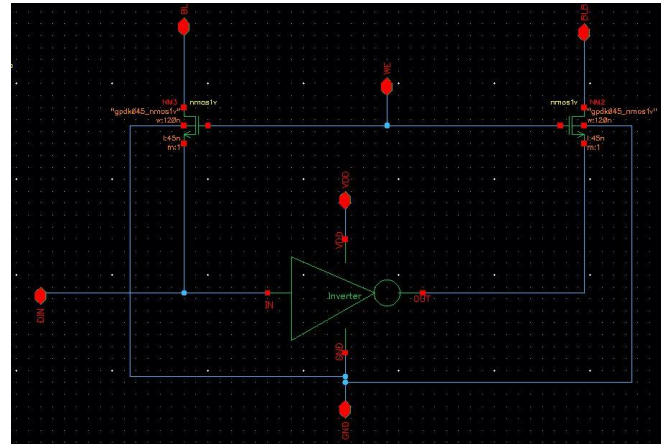 BL
BLB
WE
NM3
nmos1v
"gpdk045_nmos1v"
w:120n
l:45n
m:1
nmos1v
NM2
"gpdk045_nmos1v"
w:120n
l:45n
m:1
VDD
VDD
Inverter
IN
OUT
DIN
GND
GND